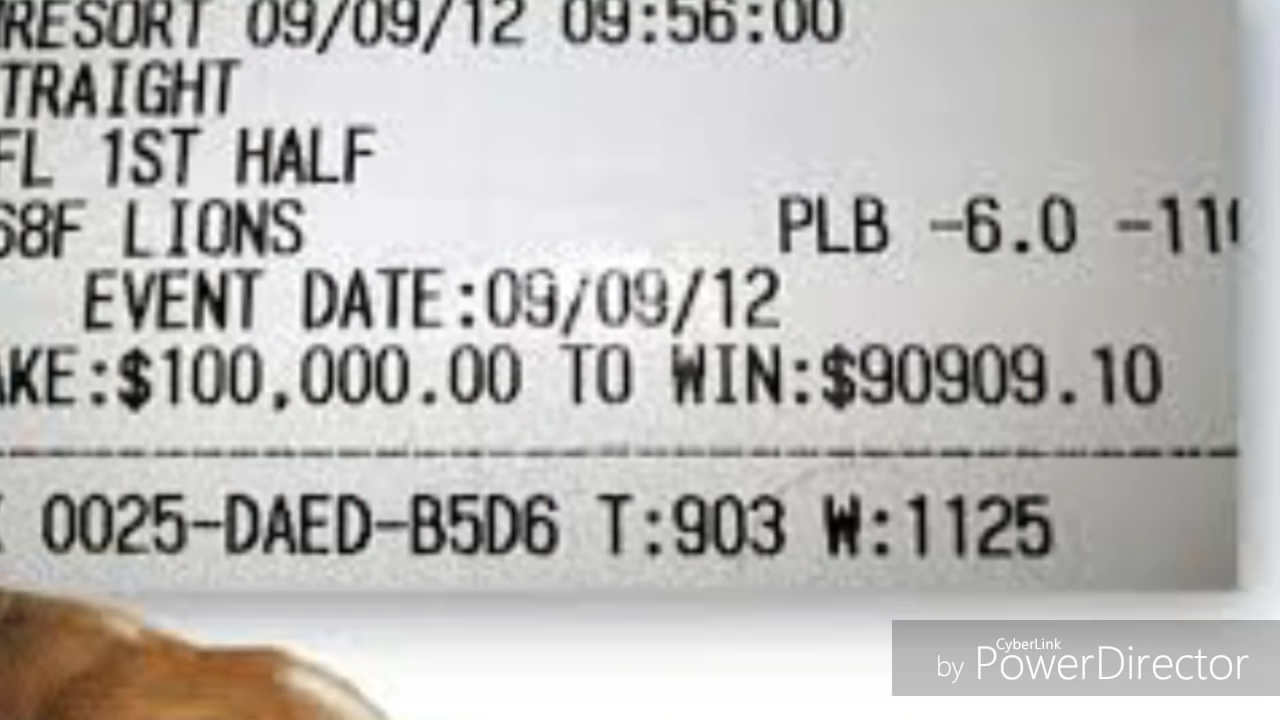 RESORT 09/09/12 09:56:00
TRAIGHT
FL 1ST HALF
68F LIONS PLB -6.0 -110
EVENT DATE:09/09/12
AKE:$100,000.00 TO WIN:$90909.10
0025-DAED-B5D6 T:903 W:1125
CyberLink
by PowerDirector